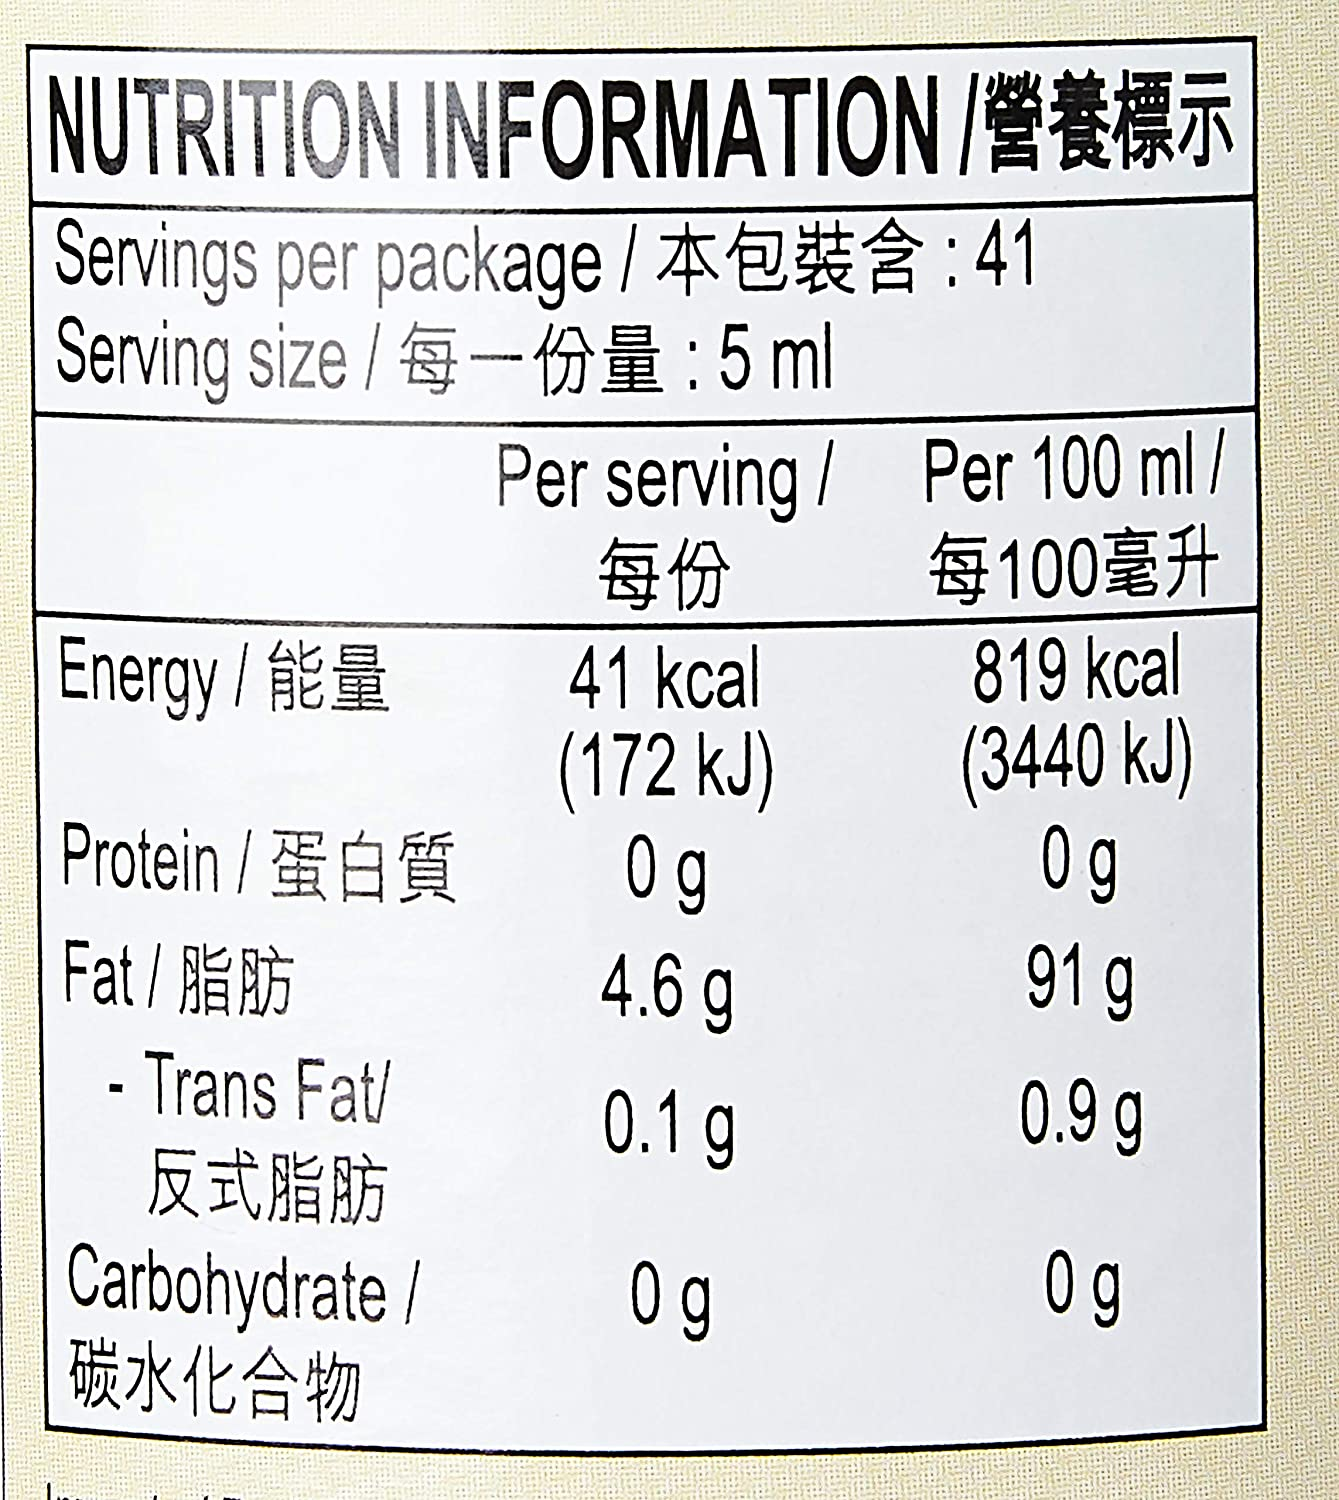 NUTRITION INFORMATION /營養標示
Servings per package / 本包裝含 : 41
Serving size / 每一份量 : 5 ml
Per serving / Per 100 ml /
每份 每100毫升
Energy / 能量 41 kcal 819 kcal
(172 kJ) (3440 kJ)
Protein / 蛋白質 0 g 0 g
Fat / 脂肪 4.6 g 91 g
- Trans Fat/ 0.1 g 0.9 g
反式脂肪
Carbohydrate / 0 g 0 g
碳水化合物